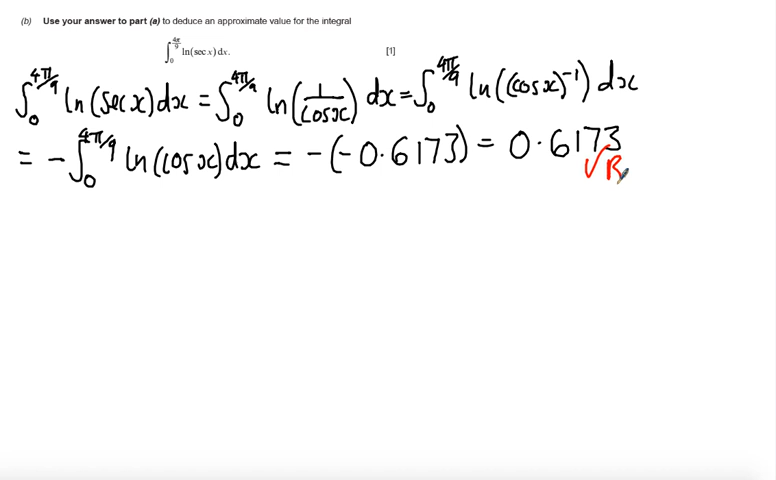 (b) Use your answer to part (a) to deduce an approximate value for the integral
∫₀^{4π/9} ln(sec x) dx. [1]
∫₀^{4π/9} ln(sec x) dx = ∫₀^{4π/9} ln(1/cos x) dx = ∫₀^{4π/9} ln((cos x)⁻¹) dx
= - ∫₀^{4π/9} ln(cos x) dx = -(-0.6173) = 0.6173
✓B